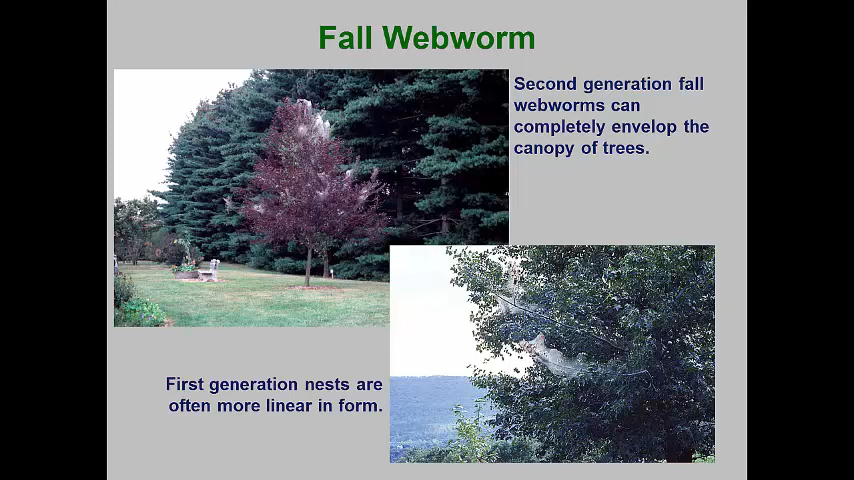 Fall Webworm
Second generation fall
webworms can
completely envelop the
canopy of trees.
First generation nests are
often more linear in form.